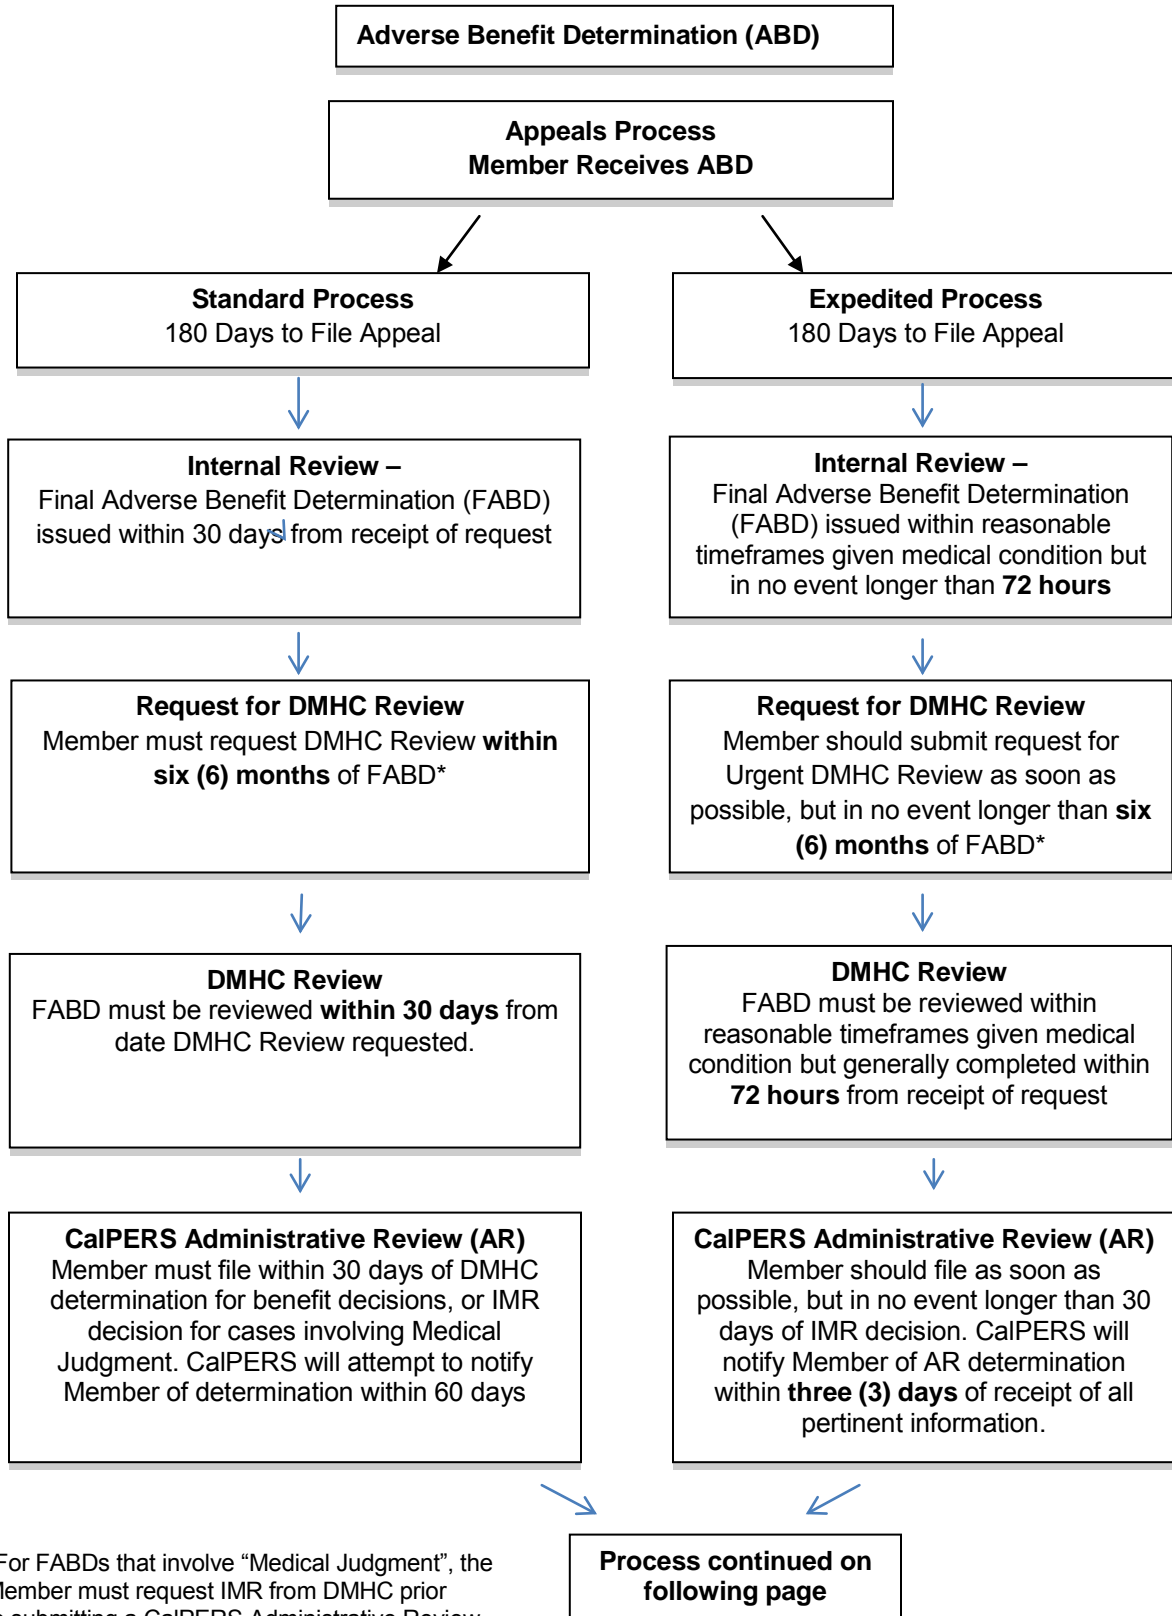 Adverse Benefit Determination (ABD)
Appeals Process
Member Receives ABD
Standard Process
180 Days to File Appeal
Expedited Process
180 Days to File Appeal
Internal Review –
Final Adverse Benefit Determination (FABD)
issued within 30 days from receipt of request
Internal Review –
Final Adverse Benefit Determination
(FABD) issued within reasonable
timeframes given medical condition but
in no event longer than 72 hours
Request for DMHC Review
Member must request DMHC Review within
six (6) months of FABD*
Request for DMHC Review
Member should submit request for
Urgent DMHC Review as soon as
possible, but in no event longer than six
(6) months of FABD*
DMHC Review
FABD must be reviewed within 30 days from
date DMHC Review requested.
DMHC Review
FABD must be reviewed within
reasonable timeframes given medical
condition but generally completed within
72 hours from receipt of request
CalPERS Administrative Review (AR)
Member must file within 30 days of DMHC
determination for benefit decisions, or IMR
decision for cases involving Medical
Judgment. CalPERS will attempt to notify
Member of determination within 60 days
CalPERS Administrative Review (AR)
Member should file as soon as
possible, but in no event longer than 30
days of IMR decision. CalPERS will
notify Member of AR determination
within three (3) days of receipt of all
pertinent information.
For FABDs that involve “Medical Judgment”, the
Member must request IMR from DMHC prior
submitting a CalPERS Administrative Review
Process continued on
following page